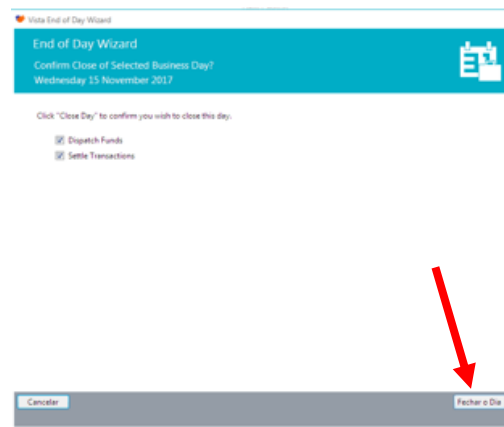 Vista End of Day Wizard
End of Day Wizard
Confirm Close of Selected Business Day?
Wednesday 15 November 2017
Click "Close Day" to confirm you wish to close this day.
Dispatch Funds
Settle Transactions
Cancelar
Fechar o Dia